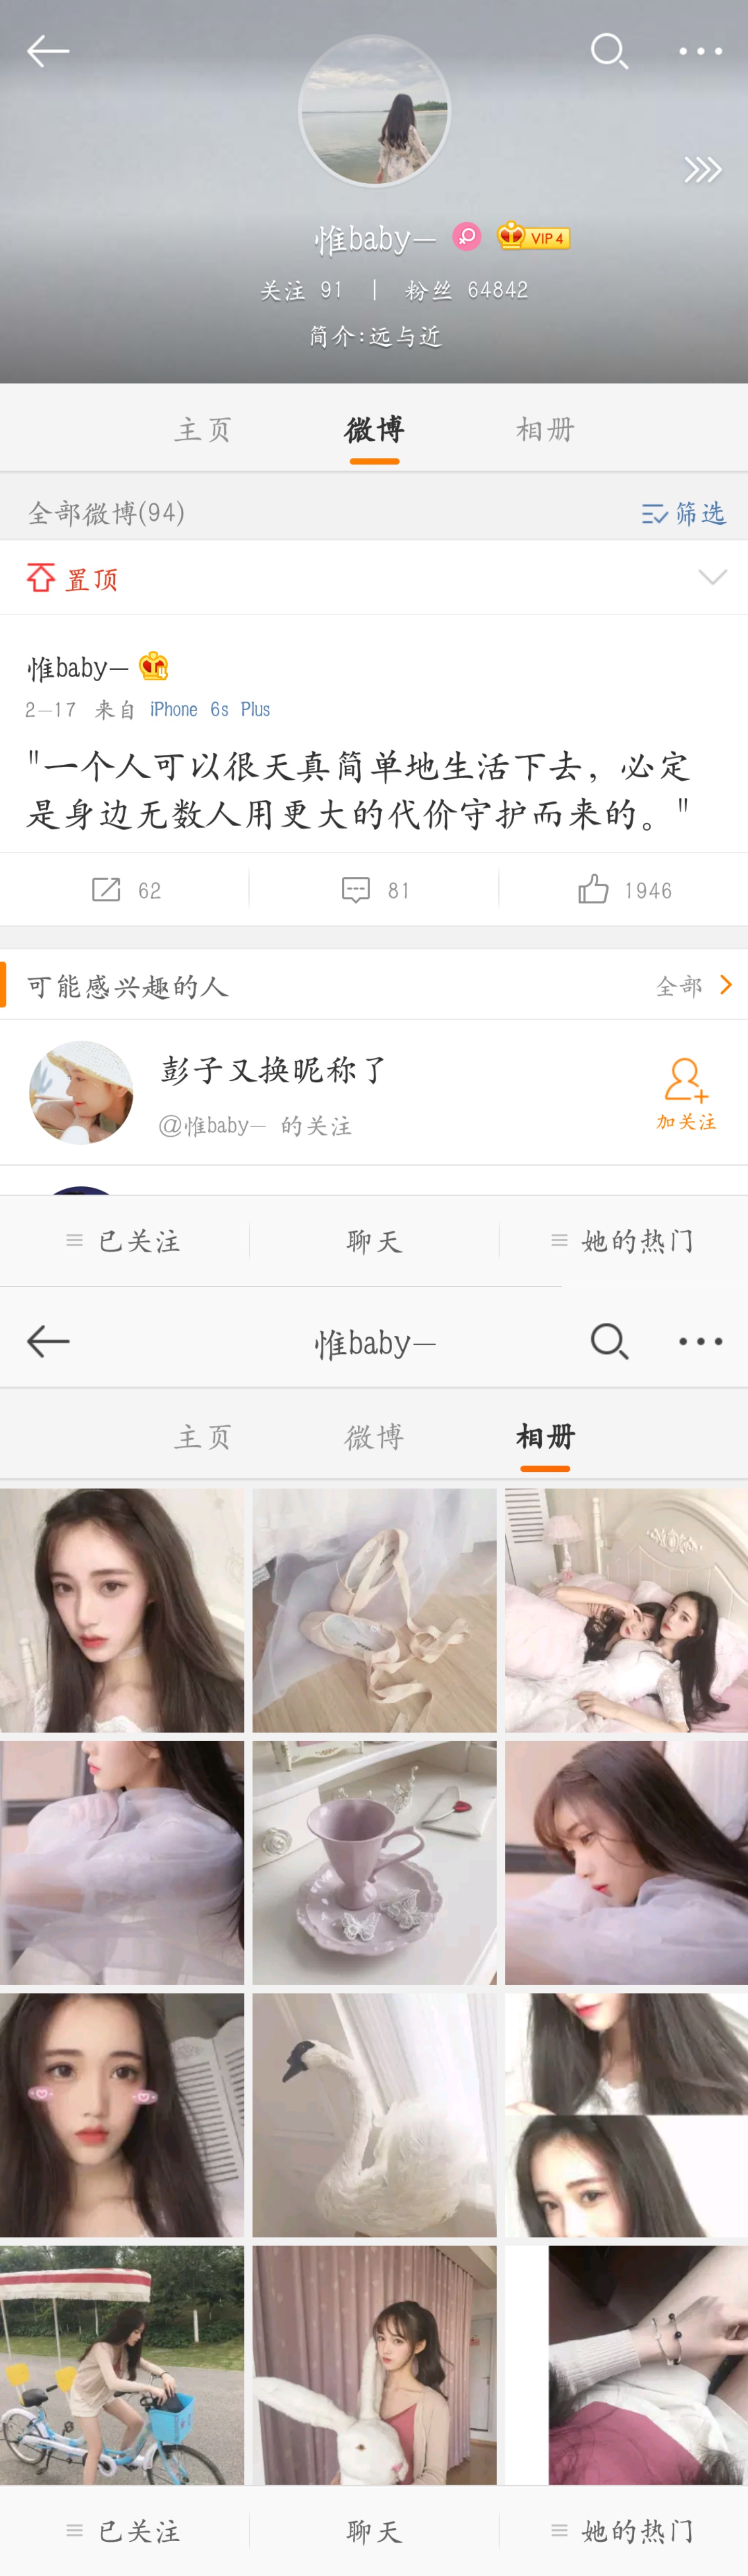 惟baby—
VIP 4
关注 91 | 粉丝 64842
简介:远与近
主页 微博 相册
全部微博(94) 筛选
置顶
惟baby— 4
2-17 来自 iPhone 6s Plus
"一个人可以很天真简单地生活下去，必定
是身边无数人用更大的代价守护而来的。"
62 81 1946
可能感兴趣的人 全部
彭子又换昵称了
@惟baby— 的关注
加关注
已关注 聊天 她的热门
惟baby—
主页 微博 相册
已关注 聊天 她的热门